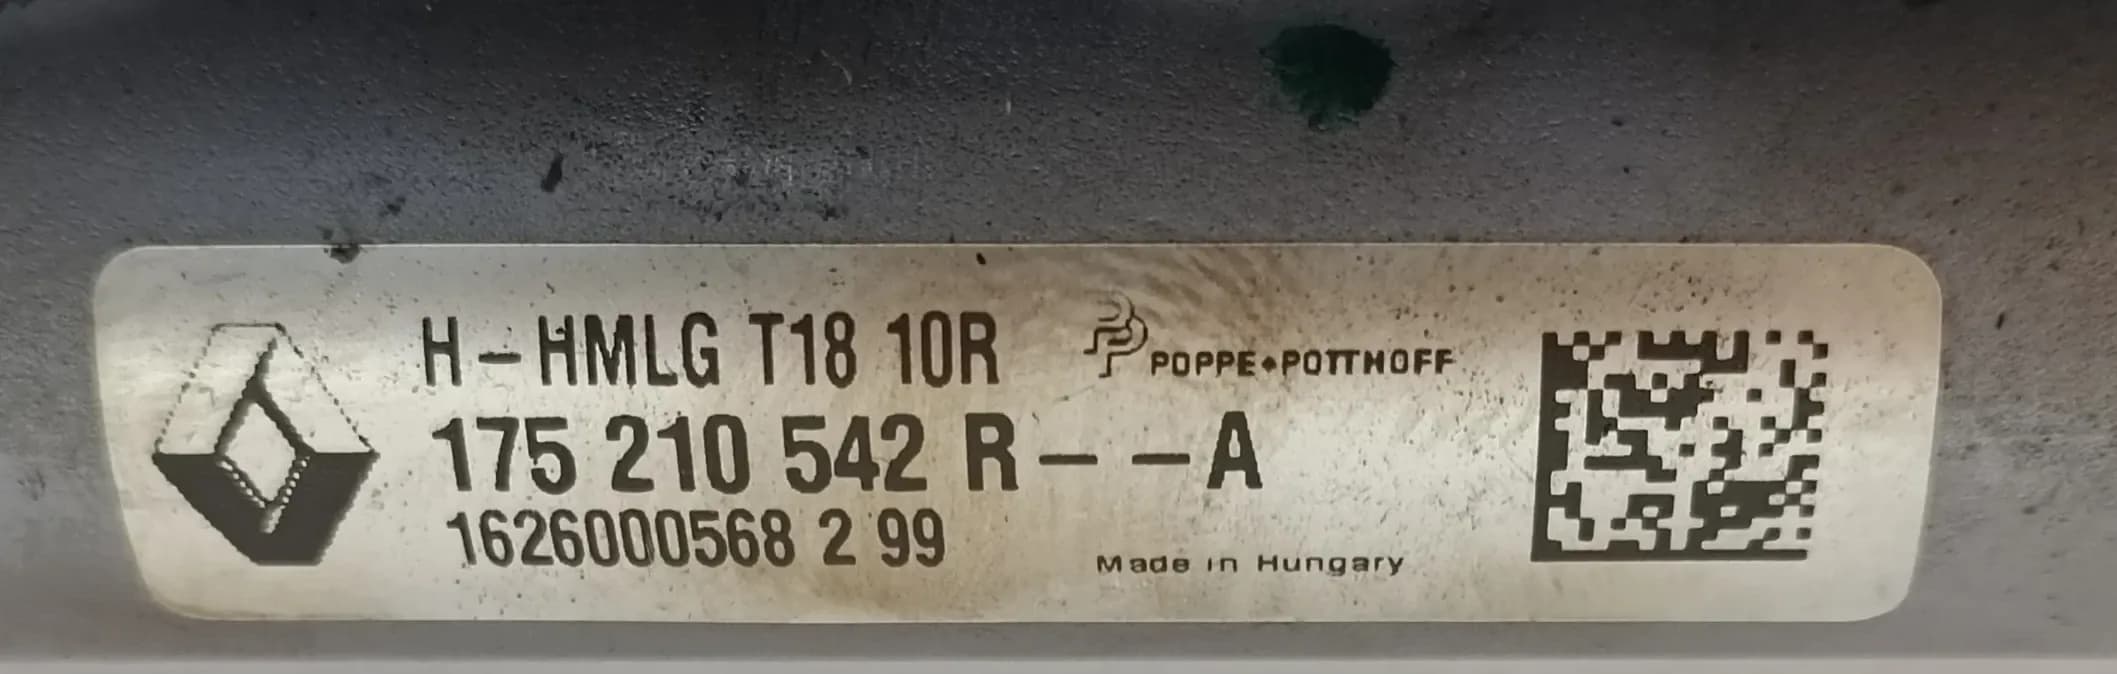 H-HMLG T18 10R
POPPE+POTTHOFF
175 210 542 R--A
1626000568 2 99
Made in Hungary